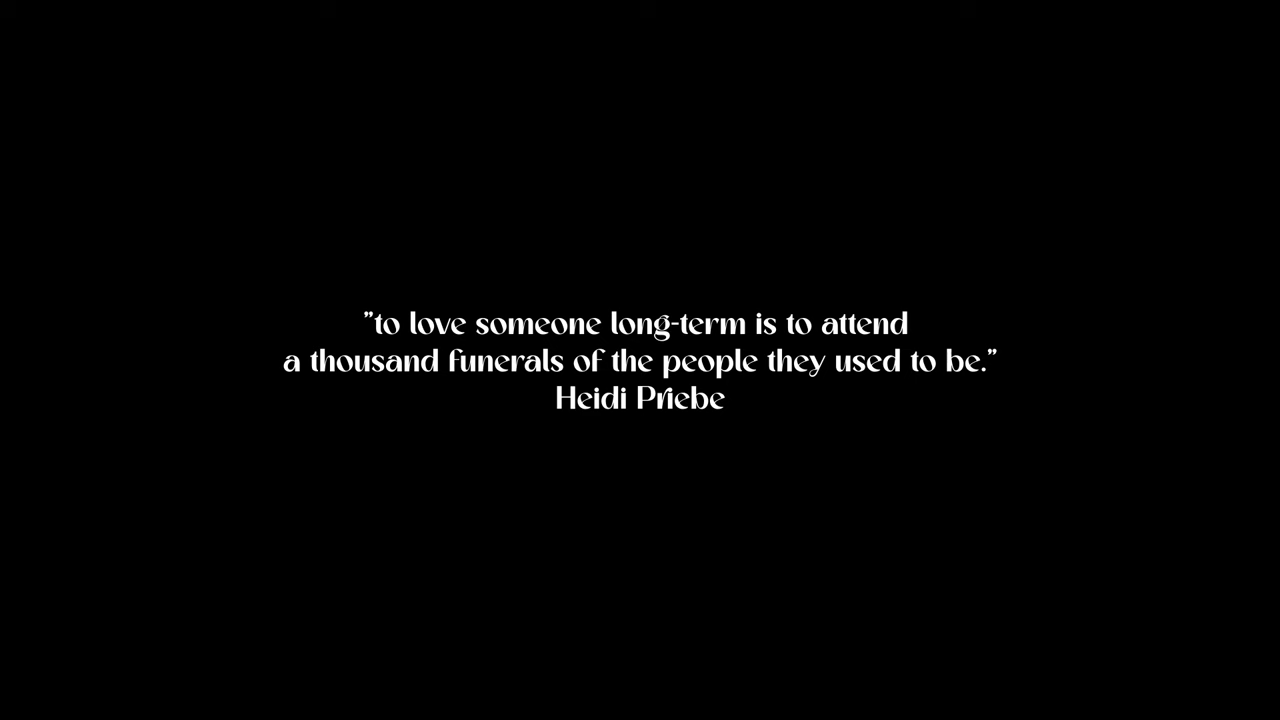 "to love someone long-term is to attend
a thousand funerals of the people they used to be."
Heidi Priebe